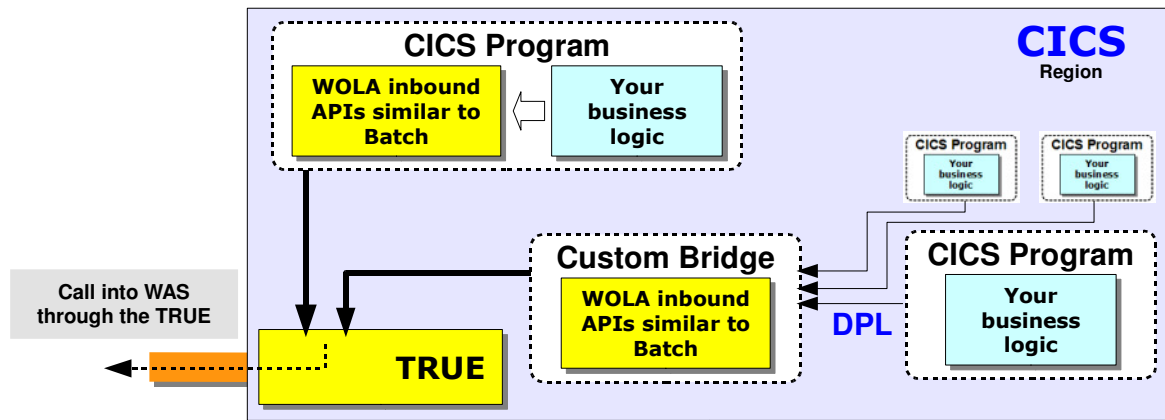 CICS Program
WOLA inbound
APIs similar to
Batch
Your
business
logic
CICS
Region
CICS Program
Your
business
logic
CICS Program
Your
business
logic
Custom Bridge
WOLA inbound
APIs similar to
Batch
DPL
CICS Program
Your
business
logic
Call into WAS
through the TRUE
TRUE